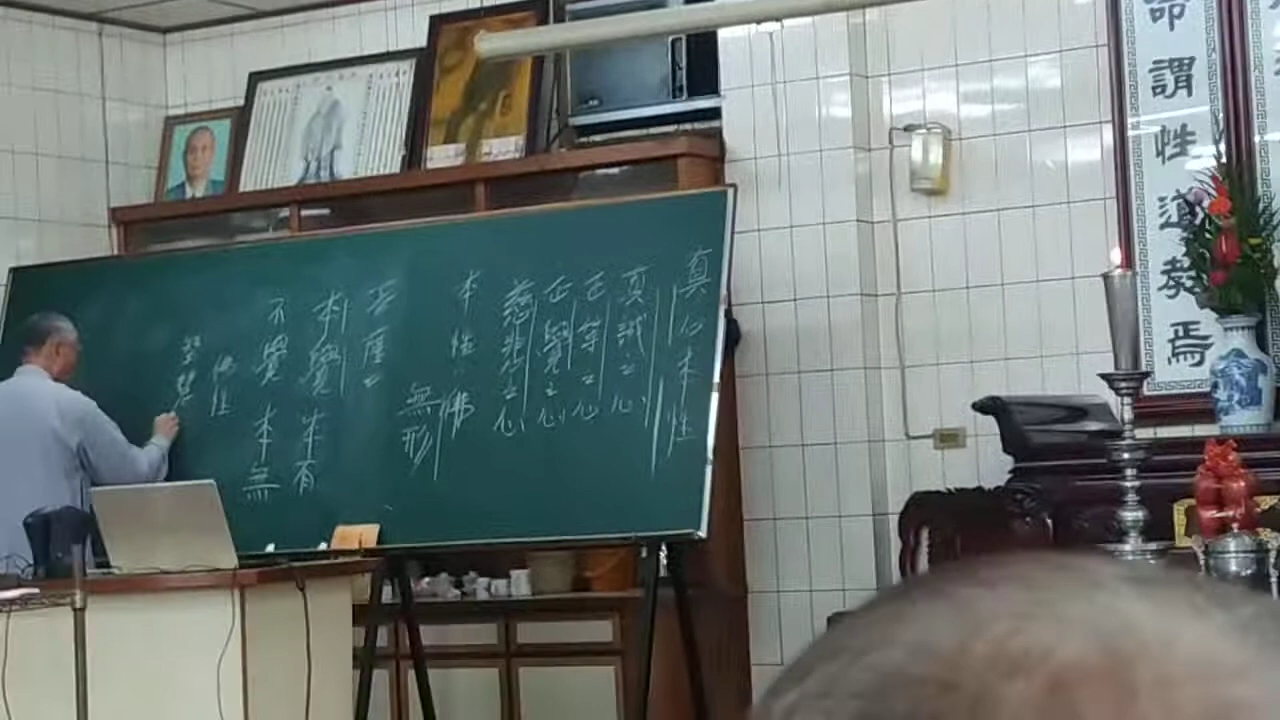 命謂性道教焉
真心本性
真誠之心
正等之心
正覺之心
慈悲之心
本性佛
無形
本覺本有
不覺本無
佛性